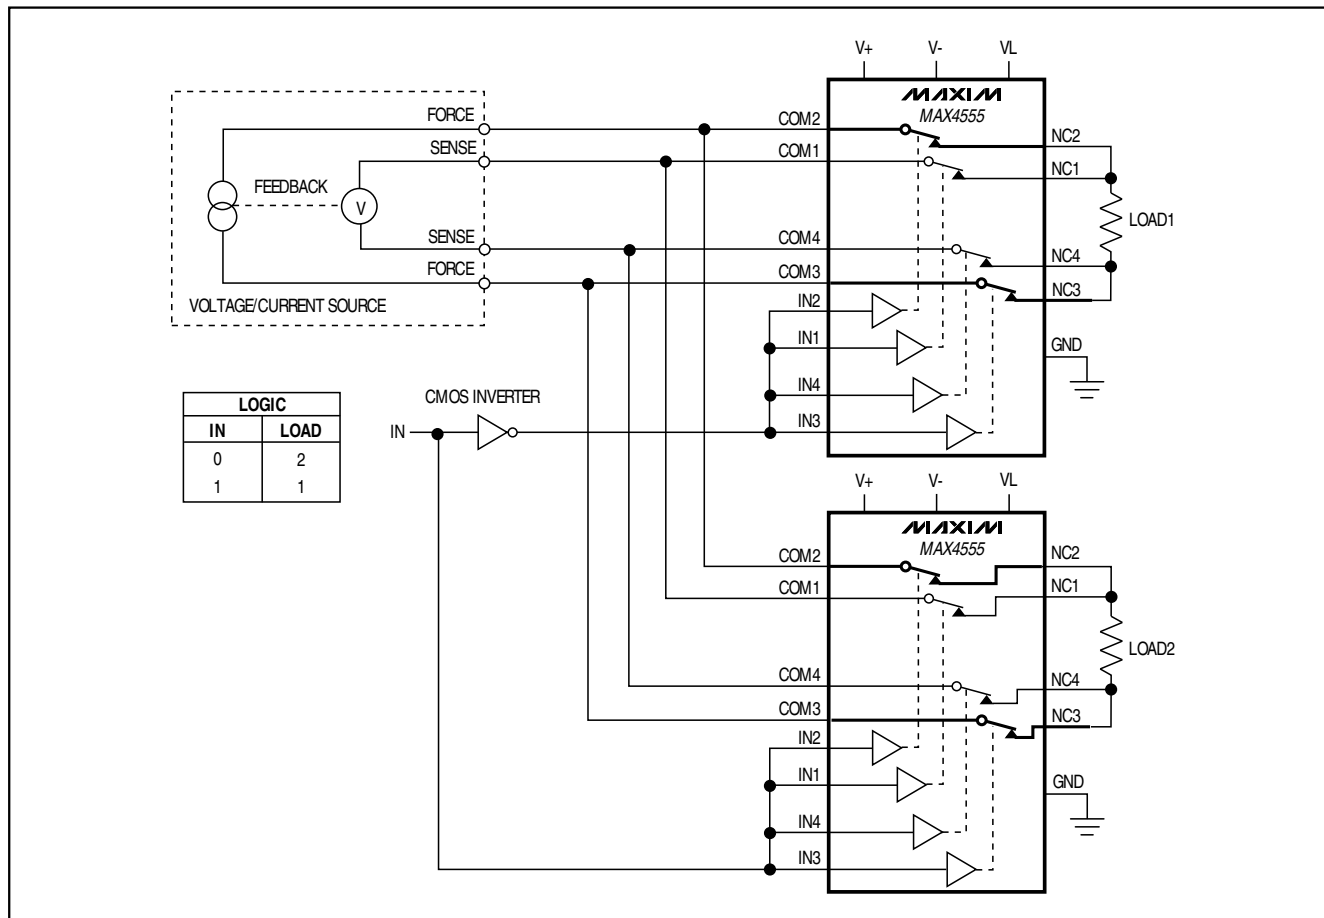 V+ V- VL
MAXIM
MAX4555
FORCE
SENSE
FEEDBACK
V
SENSE
FORCE
VOLTAGE/CURRENT SOURCE
COM2
COM1
COM4
COM3
IN2
IN1
IN4
IN3
NC2
NC1
LOAD1
NC4
NC3
GND
LOGIC
IN LOAD
0 2
1 1
CMOS INVERTER
IN
V+ V- VL
MAXIM
MAX4555
COM2
COM1
COM4
COM3
IN2
IN1
IN4
IN3
NC2
NC1
LOAD2
NC4
NC3
GND